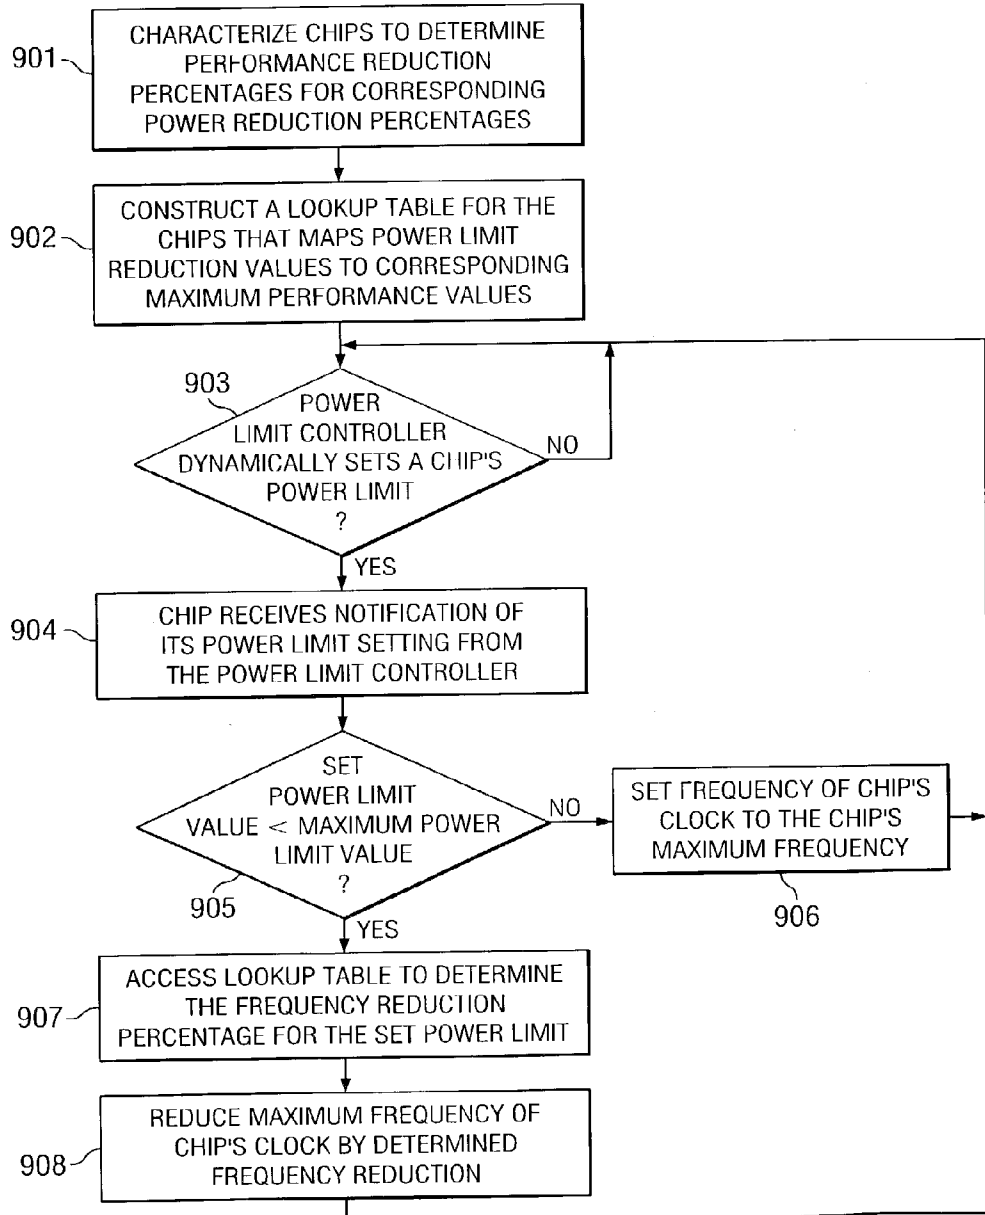 901
CHARACTERIZE CHIPS TO DETERMINE
PERFORMANCE REDUCTION
PERCENTAGES FOR CORRESPONDING
POWER REDUCTION PERCENTAGES
902
CONSTRUCT A LOOKUP TABLE FOR THE
CHIPS THAT MAPS POWER LIMIT
REDUCTION VALUES TO CORRESPONDING
MAXIMUM PERFORMANCE VALUES
903
POWER
LIMIT CONTROLLER
DYNAMICALLY SETS A CHIP'S
POWER LIMIT
?
NO
YES
904
CHIP RECEIVES NOTIFICATION OF
ITS POWER LIMIT SETTING FROM
THE POWER LIMIT CONTROLLER
SET
POWER LIMIT
VALUE < MAXIMUM POWER
LIMIT VALUE
?
905
NO
SET FREQUENCY OF CHIP'S
CLOCK TO THE CHIP'S
MAXIMUM FREQUENCY
906
YES
907
ACCESS LOOKUP TABLE TO DETERMINE
THE FREQUENCY REDUCTION
PERCENTAGE FOR THE SET POWER LIMIT
908
REDUCE MAXIMUM FREQUENCY OF
CHIP'S CLOCK BY DETERMINED
FREQUENCY REDUCTION